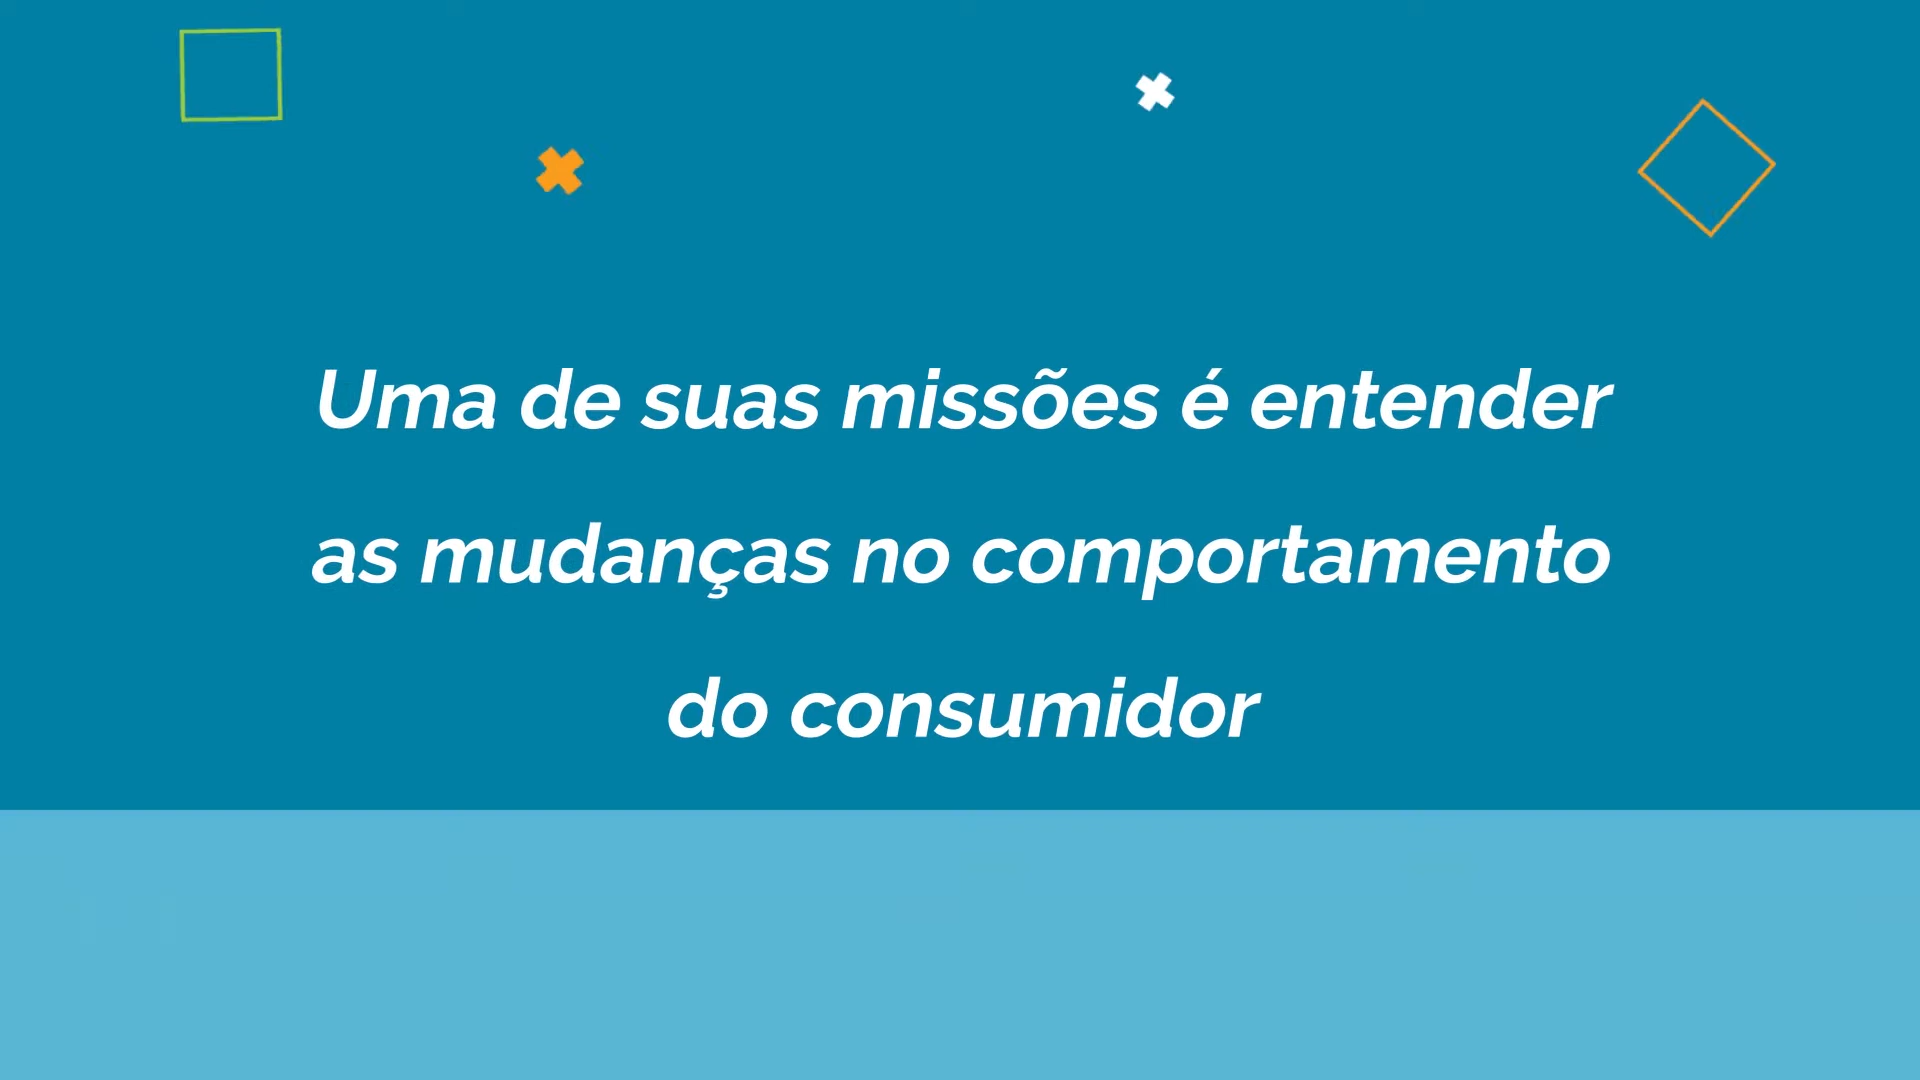 Uma de suas missões é entender
as mudanças no comportamento
do consumidor